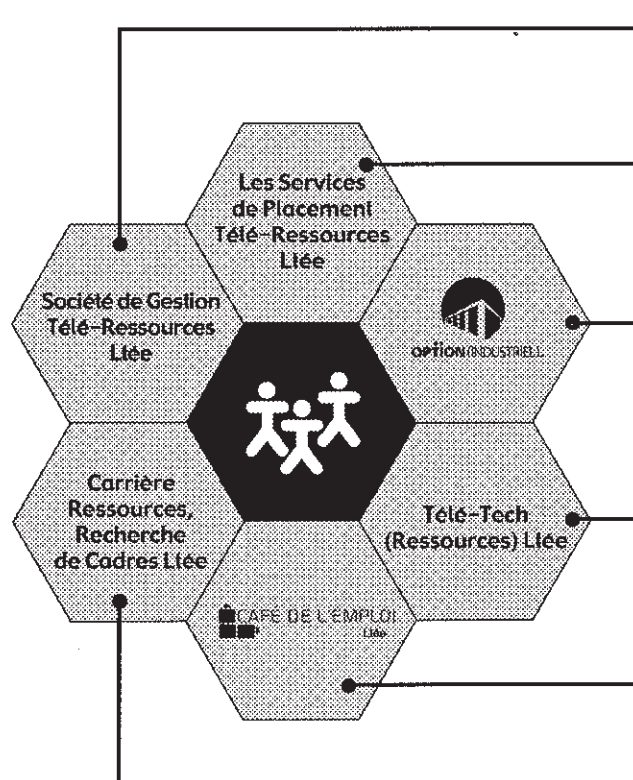 Les Services
de Placement
Télé-Ressources
Ltée
Société de Gestion
Télé-Ressources
Ltée
OPTION INDUSTRIELL
Carrière
Ressources,
Recherche
de Cadres Ltée
Télé-Tech
(Ressources) Ltée
CAFÉ DE L'EMPLOI
Ltée